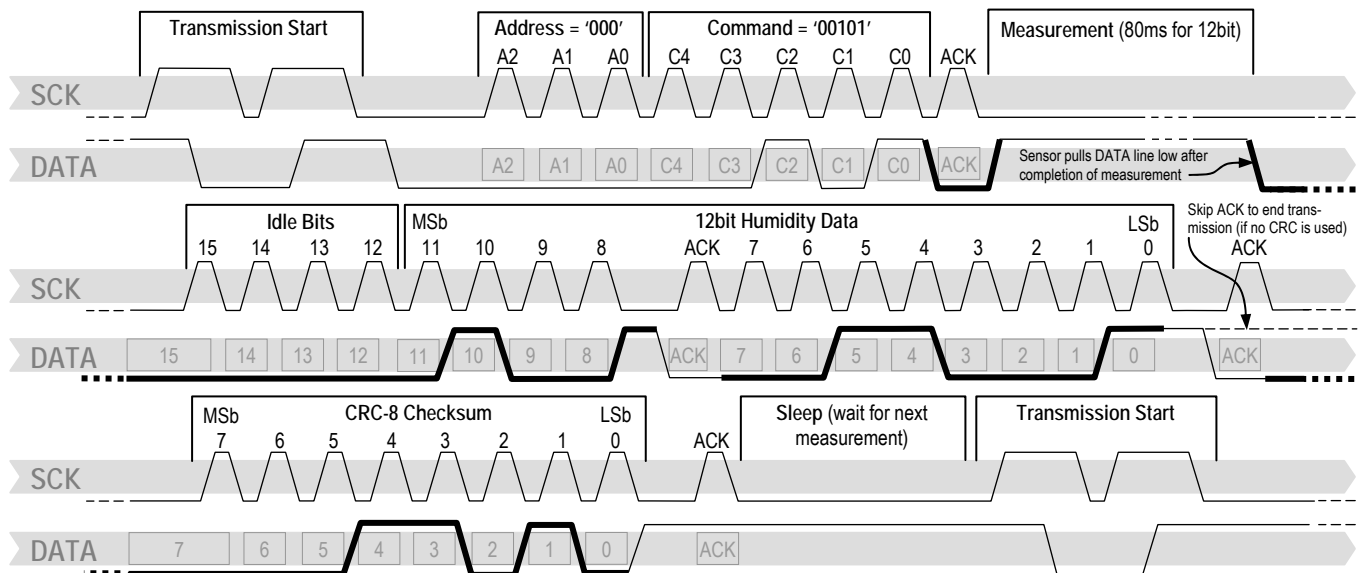 Transmission Start Address = '000' Command = '00101' Measurement (80ms for 12bit)
A2 A1 A0 C4 C3 C2 C1 C0 ACK
SCK
DATA A2 A1 A0 C4 C3 C2 C1 C0 ACK
Sensor pulls DATA line low after
completion of measurement
Skip ACK to end trans-
mission (if no CRC is used)
Idle Bits MSb 12bit Humidity Data LSb
15 14 13 12 11 10 9 8 ACK 7 6 5 4 3 2 1 0 ACK
SCK
DATA 15 14 13 12 11 10 9 8 ACK 7 6 5 4 3 2 1 0 ACK
MSb CRC-8 Checksum LSb Sleep (wait for next
measurement) Transmission Start
7 6 5 4 3 2 1 0 ACK
SCK
DATA 7 6 5 4 3 2 1 0 ACK